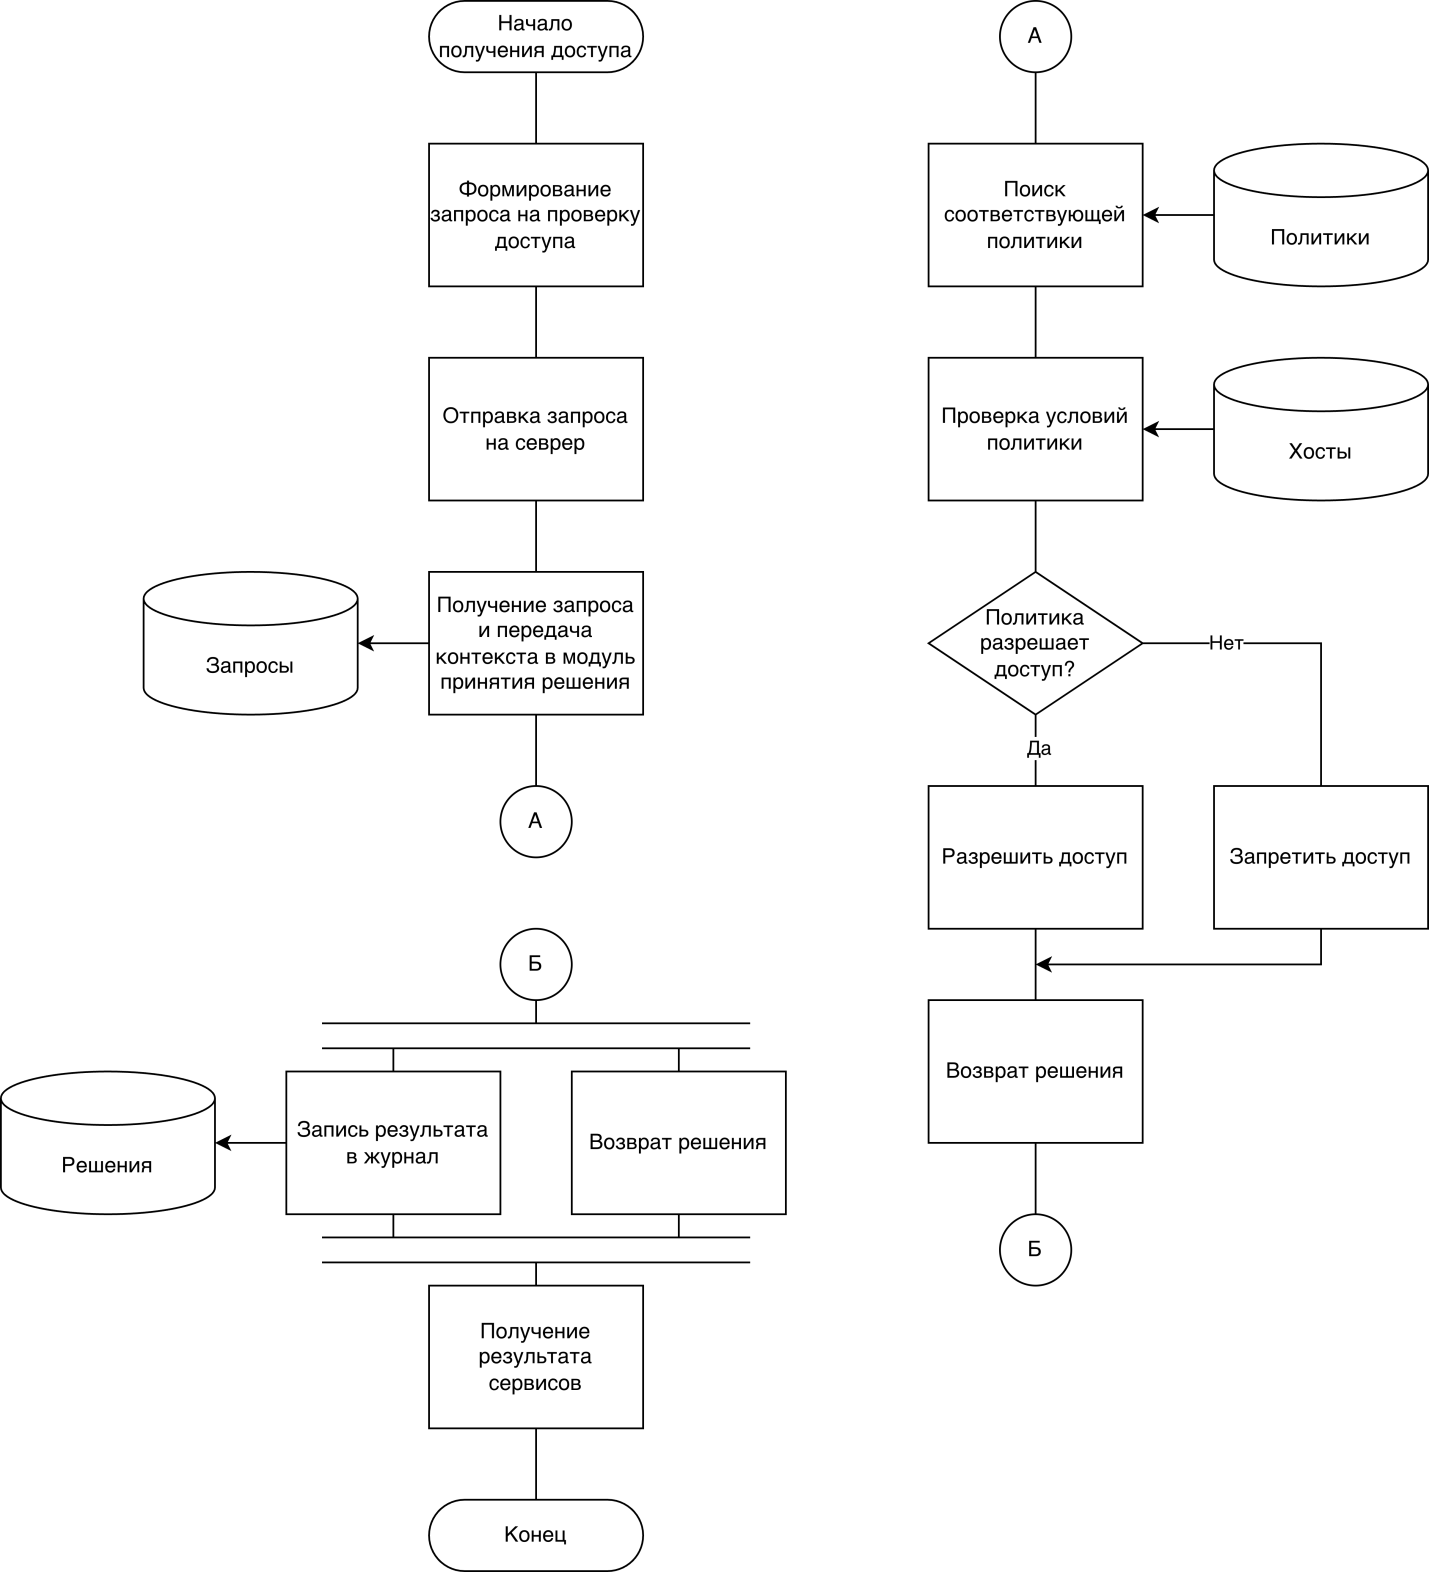 Начало
получения доступа
Формирование
запроса на проверку
доступа
Отправка запроса
на севрер
Получение запроса
и передача
контекста в модуль
принятия решения
Запросы
А
А
Поиск
соответствующей
политики
Политики
Проверка условий
политики
Хосты
Политика
разрешает
доступ?
Нет
Да
Разрешить доступ
Запретить доступ
Возврат решения
Б
Б
Запись результата
в журнал
Возврат решения
Решения
Получение
результата
сервисов
Конец